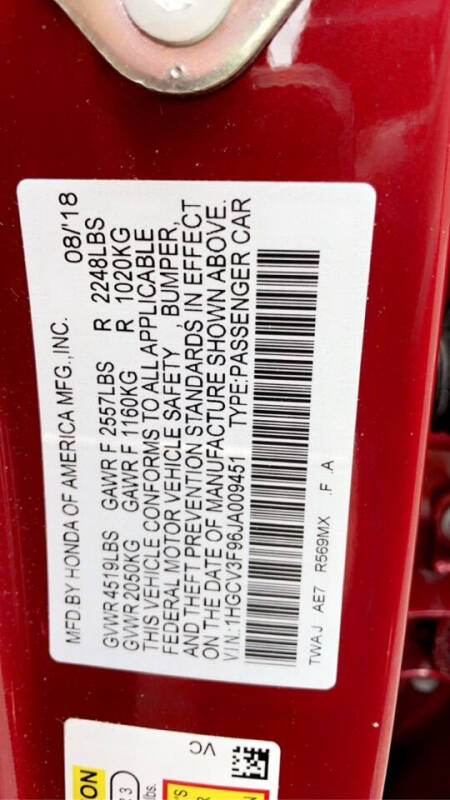 MFD BY HONDA OF AMERICA MFG.,INC. 08/'18
GVWR 4519LBS GAWR F 2557LBS R 2248LBS
GVWR 2050KG GAWR F 1160KG R 1020KG
THIS VEHICLE CONFORMS TO ALL APPLICABLE
FEDERAL MOTOR VEHICLE SAFETY , BUMPER,
AND THEFT PREVENTION STANDARDS IN EFFECT
ON THE DATE OF MANUFACTURE SHOWN ABOVE.
V I N : 1HGCV3F96JA009451 TYPE:PASSENGER CAR
TWAJ AE7 R569MX .F .A
VC